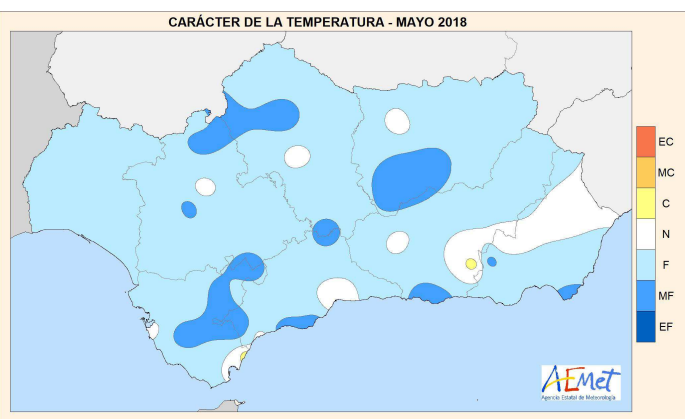 CARÁCTER DE LA TEMPERATURA - MAYO 2018
EC
MC
C
N
F
MF
EF
AEMet
Agencia Estatal de Meteorología